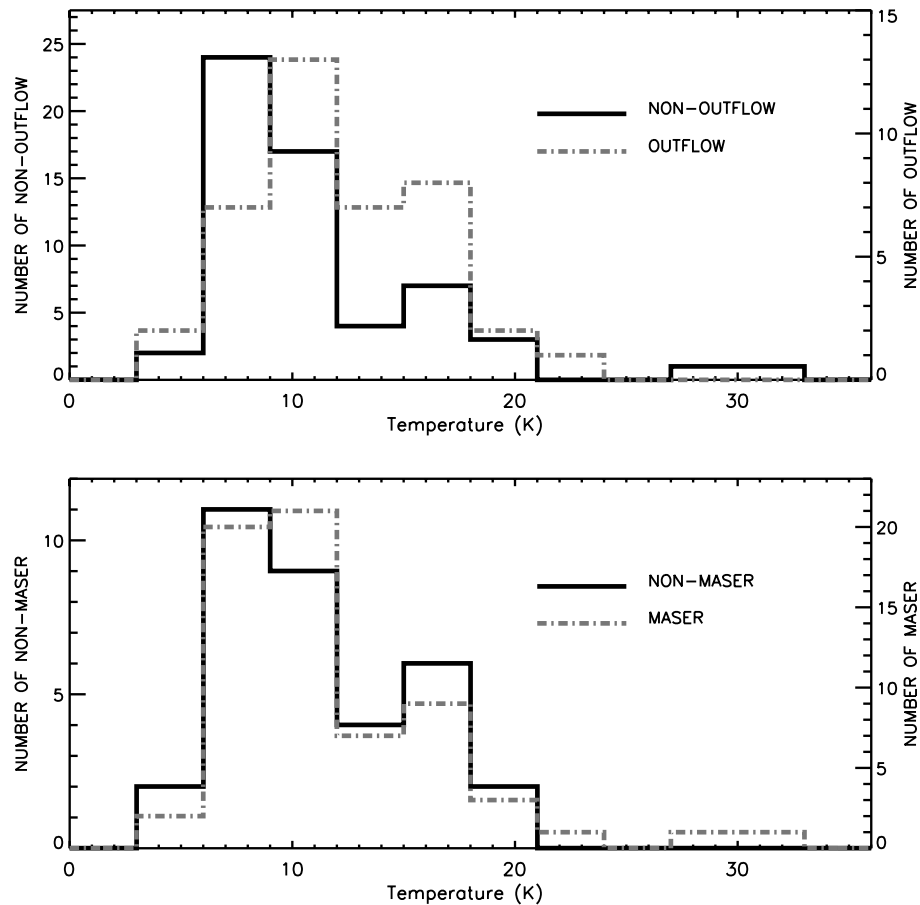 NUMBER OF NON-OUTFLOW
25
20
15
10
5
0
15
10
5
0
NUMBER OF OUTFLOW
NON-OUTFLOW
OUTFLOW
0 10 20 30
Temperature (K)
NUMBER OF NON-MASER
10
5
0
20
15
10
5
0
NUMBER OF MASER
NON-MASER
MASER
0 10 20 30
Temperature (K)